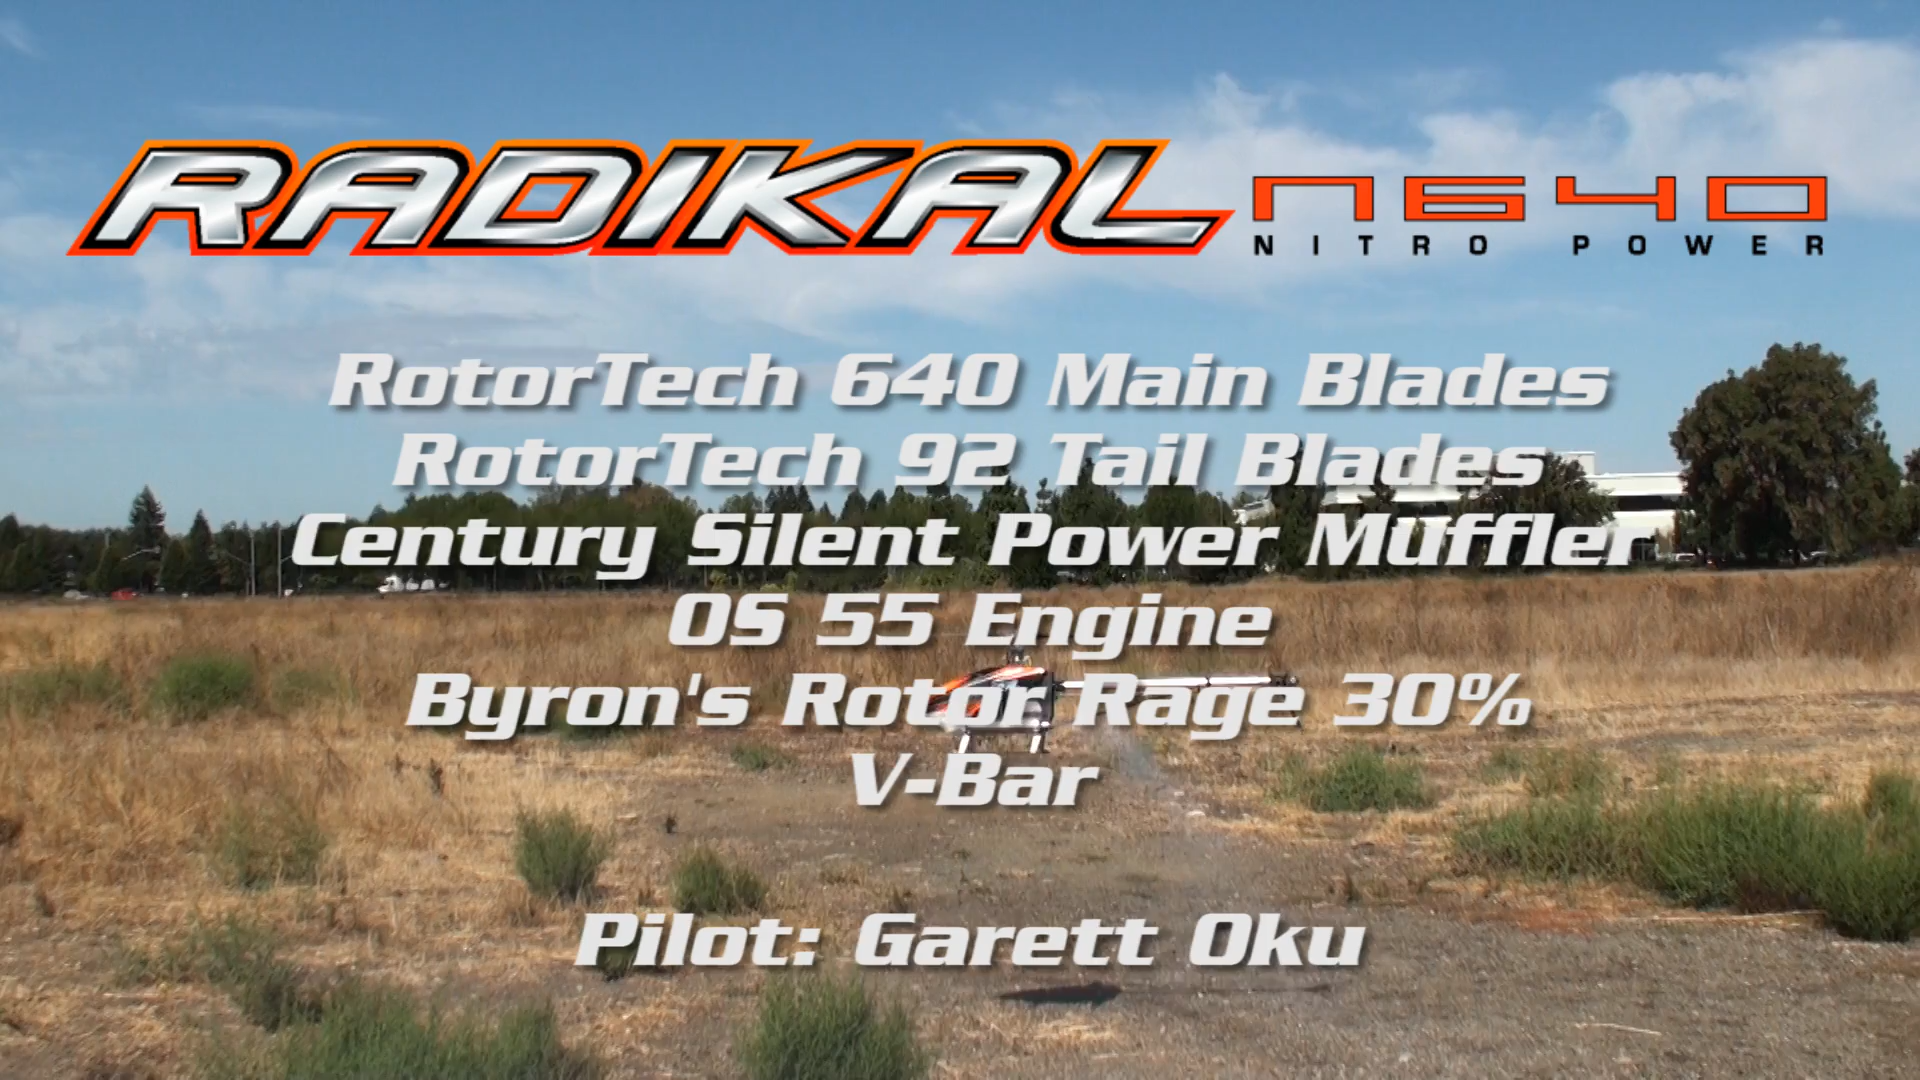 RADIKAL N640
NITRO POWER
RotorTech 640 Main Blades
RotorTech 92 Tail Blades
Century Silent Power Muffler
OS 55 Engine
Byron's Rotor Rage 30%
V-Bar
Pilot: Garett Oku